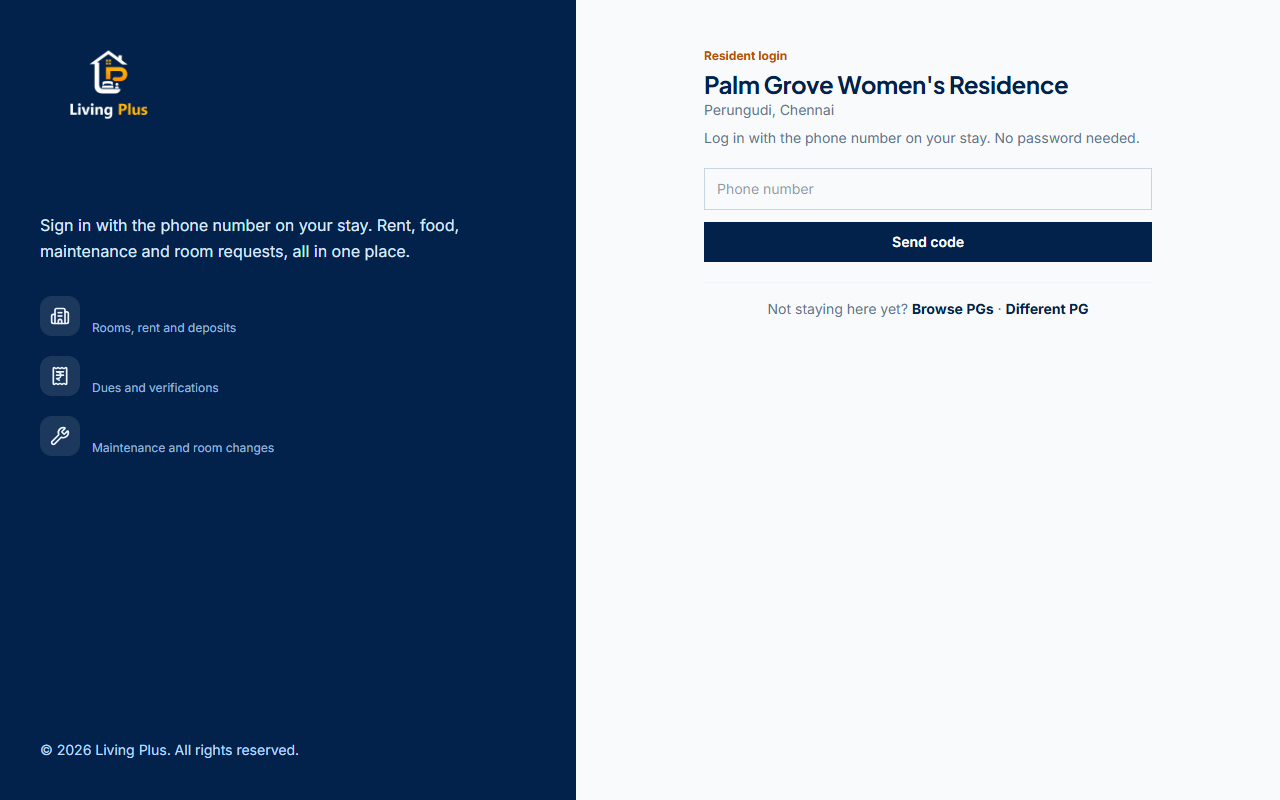 Living Plus
Sign in with the phone number on your stay. Rent, food,
maintenance and room requests, all in one place.
Rooms, rent and deposits
Dues and verifications
Maintenance and room changes
© 2026 Living Plus. All rights reserved.
Resident login
Palm Grove Women's Residence
Perungudi, Chennai
Log in with the phone number on your stay. No password needed.
Phone number
Send code
Not staying here yet? Browse PGs · Different PG